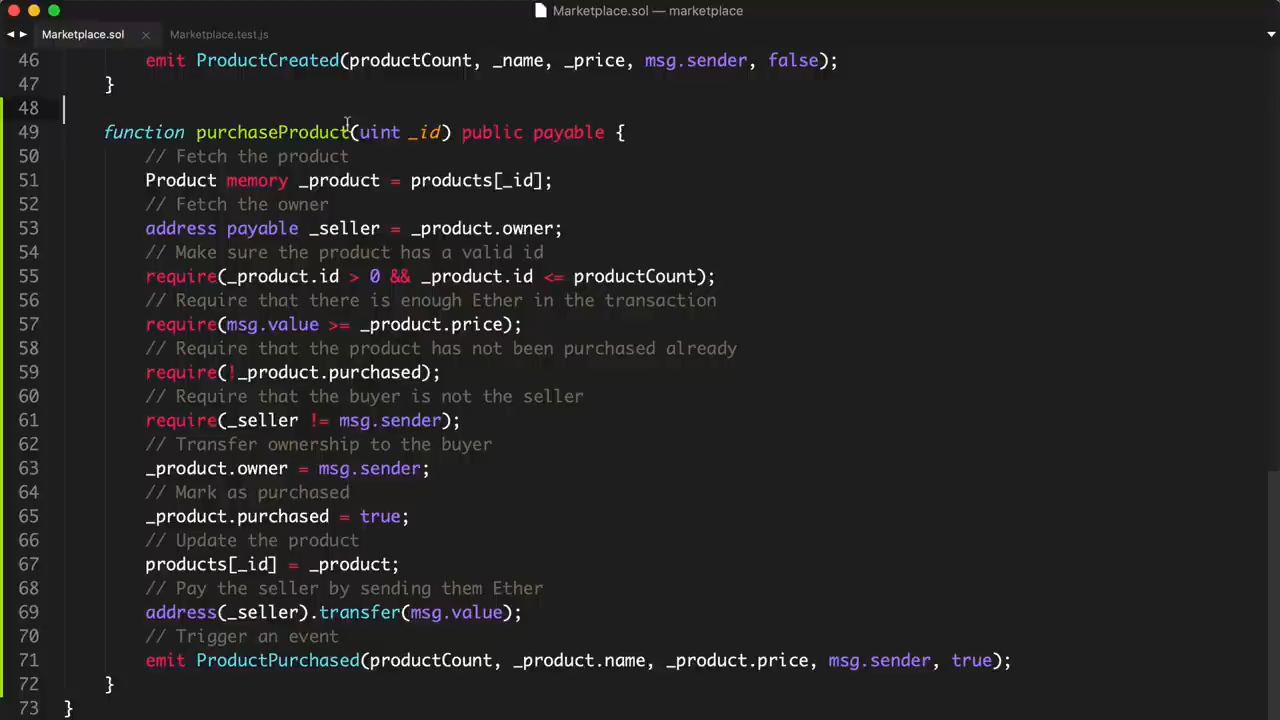 Marketplace.sol — marketplace
Marketplace.sol Marketplace.test.js
46 emit ProductCreated(productCount, _name, _price, msg.sender, false);
47 }
48
49 function purchaseProduct(uint _id) public payable {
50 // Fetch the product
51 Product memory _product = products[_id];
52 // Fetch the owner
53 address payable _seller = _product.owner;
54 // Make sure the product has a valid id
55 require(_product.id > 0 && _product.id <= productCount);
56 // Require that there is enough Ether in the transaction
57 require(msg.value >= _product.price);
58 // Require that the product has not been purchased already
59 require(!_product.purchased);
60 // Require that the buyer is not the seller
61 require(_seller != msg.sender);
62 // Transfer ownership to the buyer
63 _product.owner = msg.sender;
64 // Mark as purchased
65 _product.purchased = true;
66 // Update the product
67 products[_id] = _product;
68 // Pay the seller by sending them Ether
69 address(_seller).transfer(msg.value);
70 // Trigger an event
71 emit ProductPurchased(productCount, _product.name, _product.price, msg.sender, true);
72 }
73 }